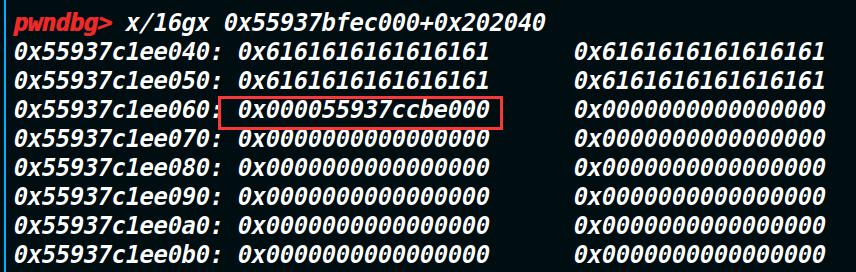 pwndbg> x/16gx 0x55937bfec000+0x202040
0x55937c1ee040: 0x6161616161616161 0x6161616161616161
0x55937c1ee050: 0x6161616161616161 0x6161616161616161
0x55937c1ee060: 0x000055937ccbe000 0x0000000000000000
0x55937c1ee070: 0x0000000000000000 0x0000000000000000
0x55937c1ee080: 0x0000000000000000 0x0000000000000000
0x55937c1ee090: 0x0000000000000000 0x0000000000000000
0x55937c1ee0a0: 0x0000000000000000 0x0000000000000000
0x55937c1ee0b0: 0x0000000000000000 0x0000000000000000